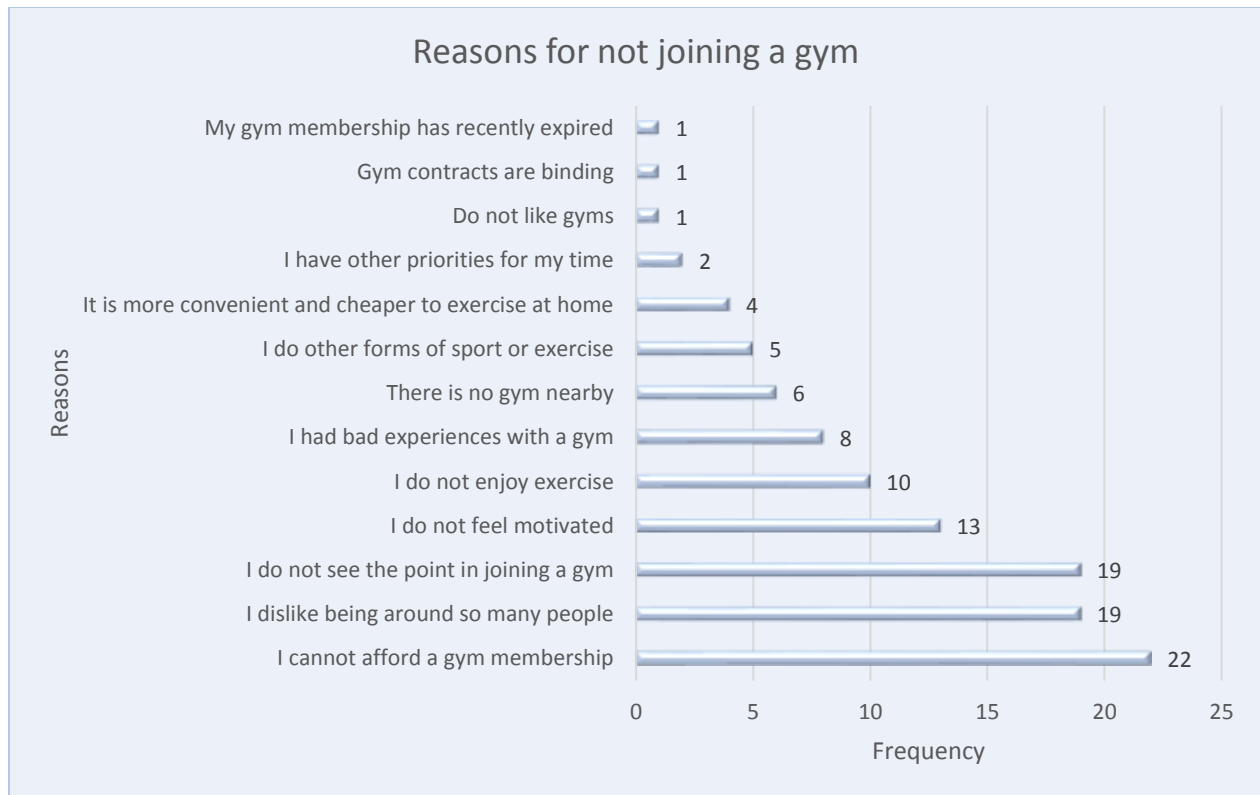 Reasons for not joining a gym
My gym membership has recently expired 1
Gym contracts are binding 1
Do not like gyms 1
I have other priorities for my time 2
It is more convenient and cheaper to exercise at home 4
I do other forms of sport or exercise 5
There is no gym nearby 6
I had bad experiences with a gym 8
I do not enjoy exercise 10
I do not feel motivated 13
I do not see the point in joining a gym 19
I dislike being around so many people 19
I cannot afford a gym membership 22
Reasons
0 5 10 15 20 25
Frequency